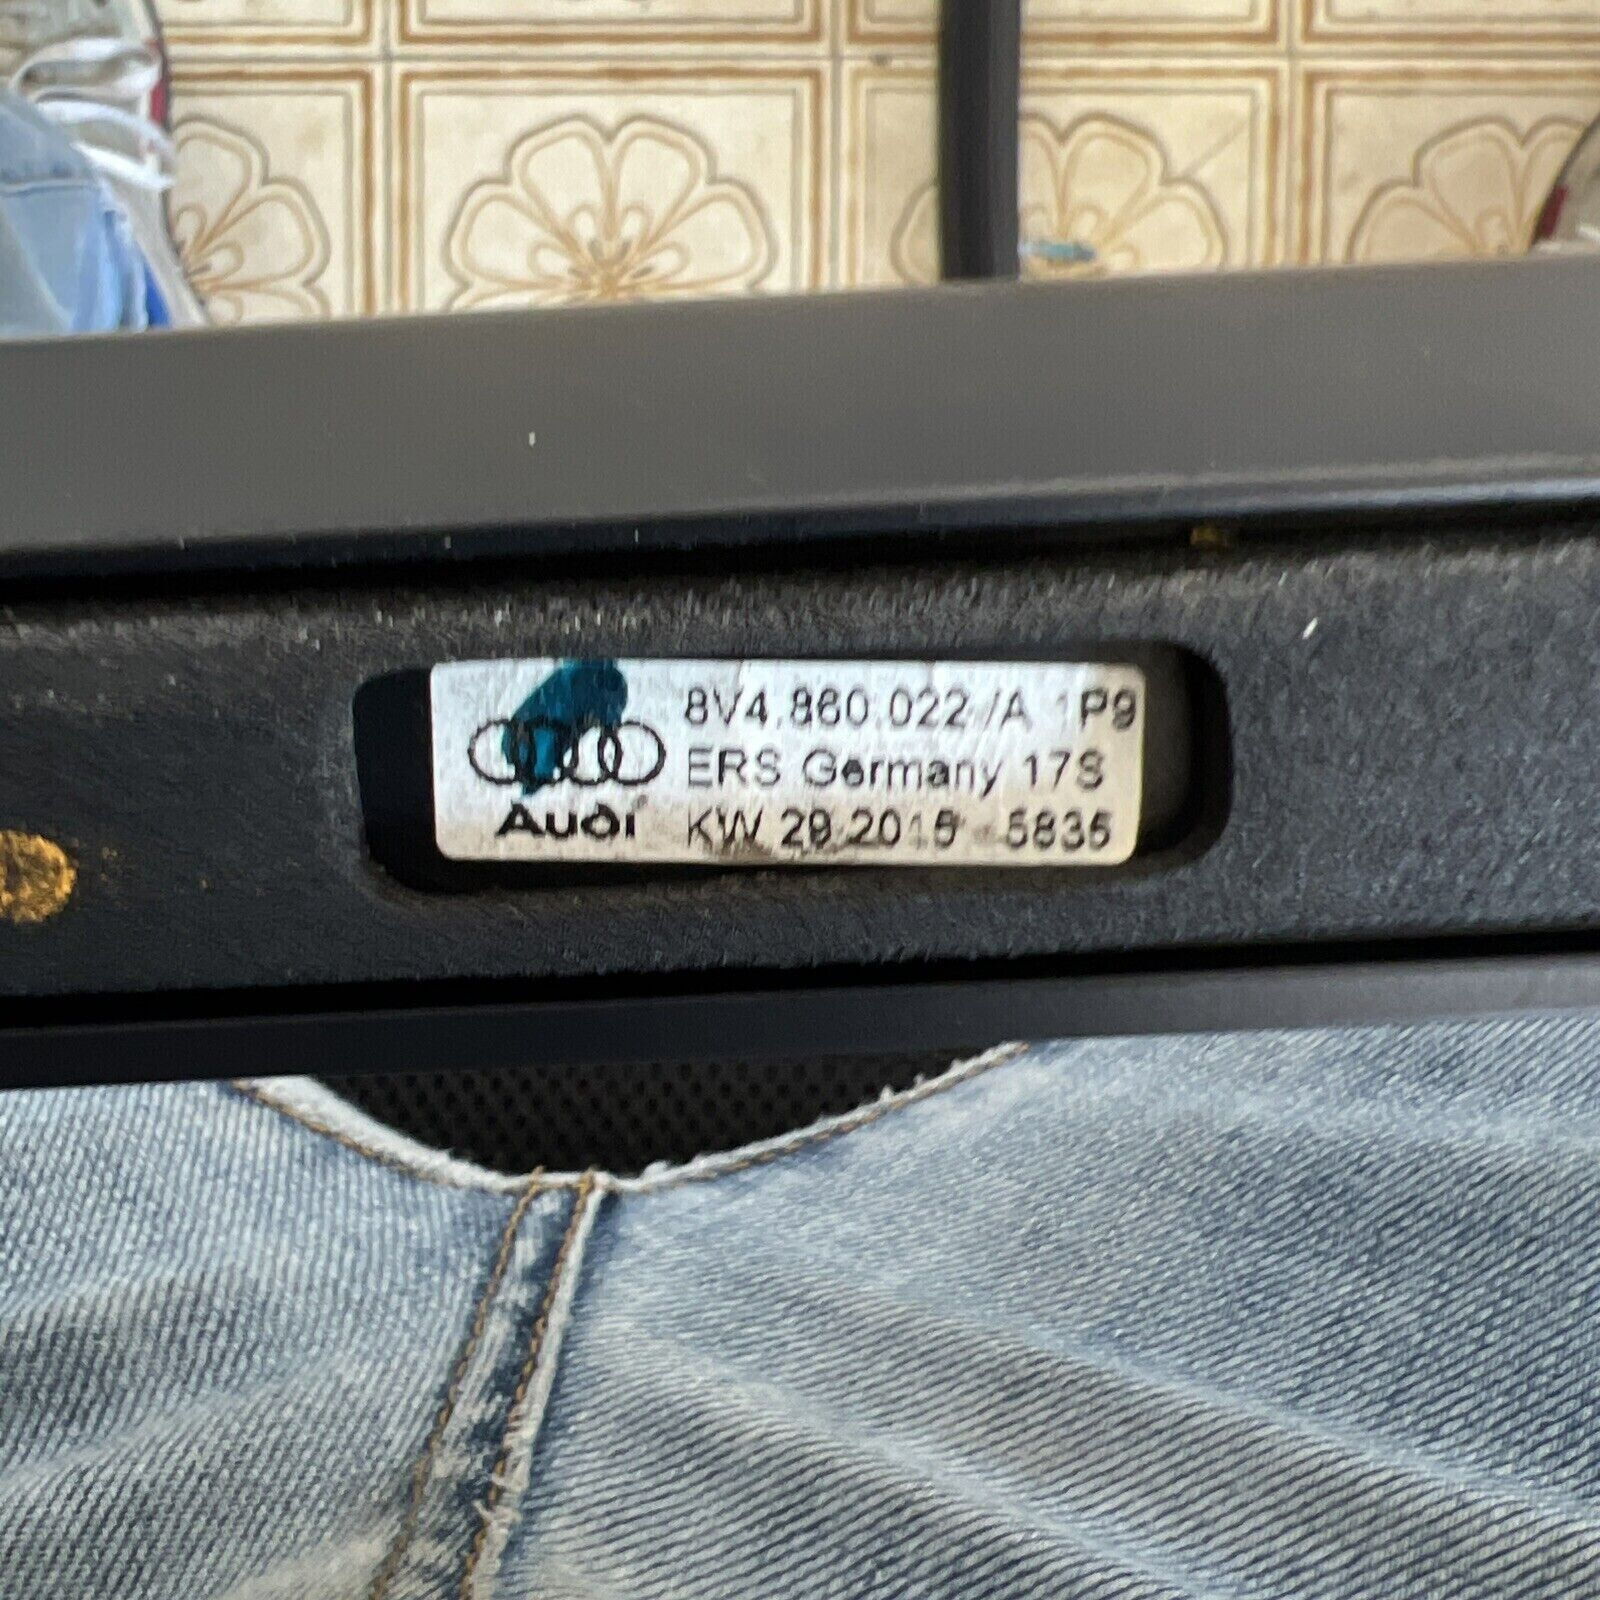 8V4.860.022 /A 1P9
ERS Germany 17S
Audi KW 29.2015 5835